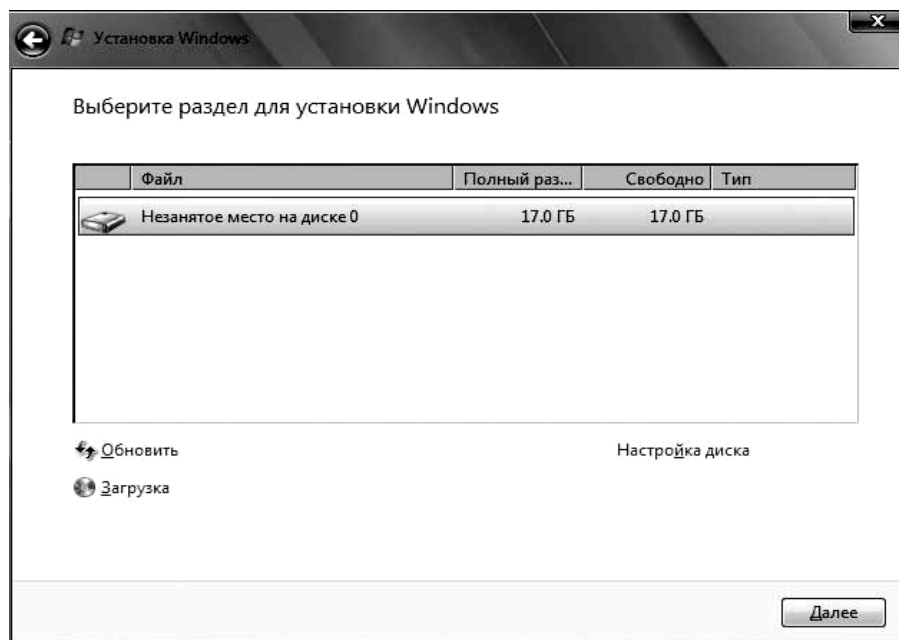 Установка Windows
Выберите раздел для установки Windows
Файл Полный раз... Свободно Тип
Незанятое место на диске 0 17.0 ГБ 17.0 ГБ
Обновить Настройка диска
Загрузка
Далее